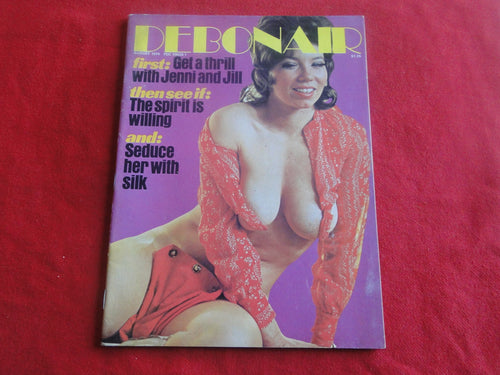 DEBONAIR
first: Get a thrill
with Jenni and Jill
then see if:
The spirit is
willing
and:
Seduce
her with
silk